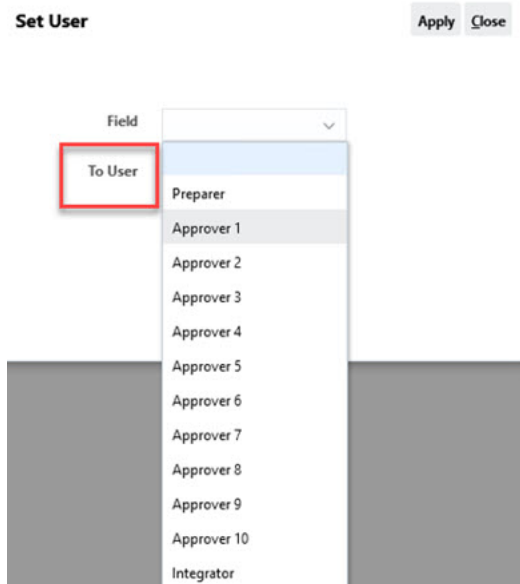 Set User
Apply Close
Field
To User
Preparer
Approver 1
Approver 2
Approver 3
Approver 4
Approver 5
Approver 6
Approver 7
Approver 8
Approver 9
Approver 10
Integrator